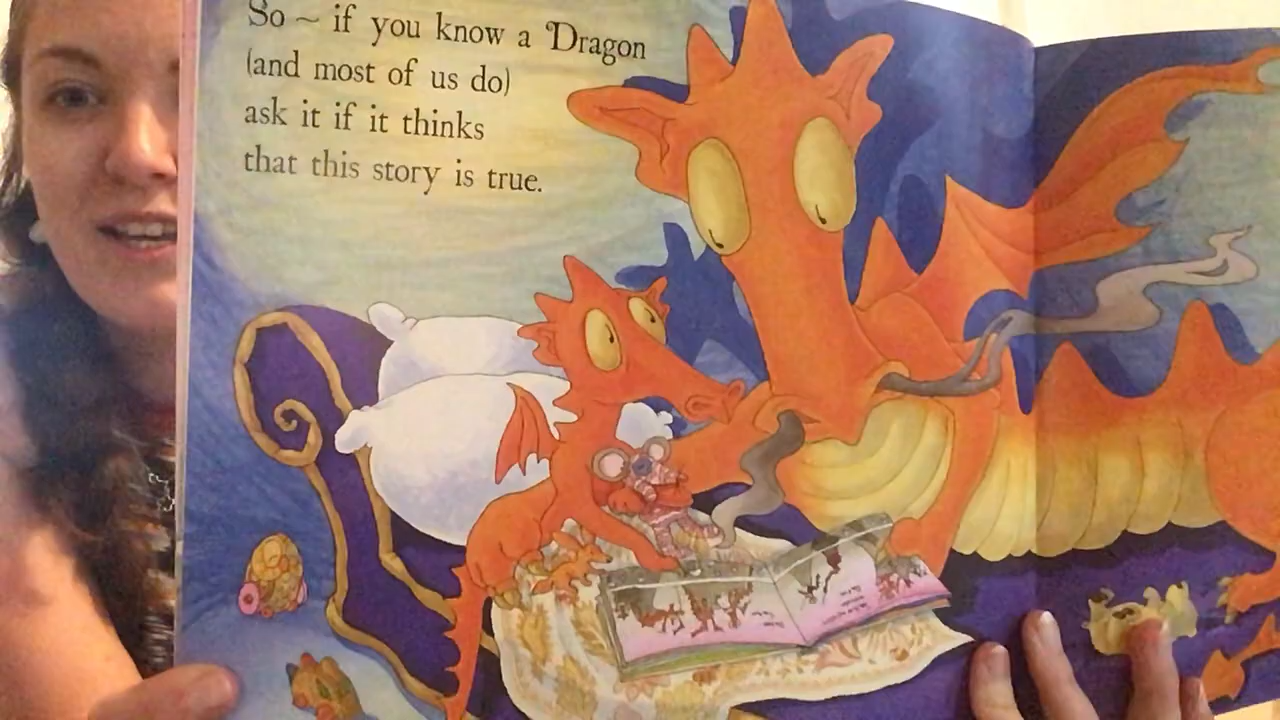 So ~ if you know a Dragon
(and most of us do)
ask it if it thinks
that this story is true.